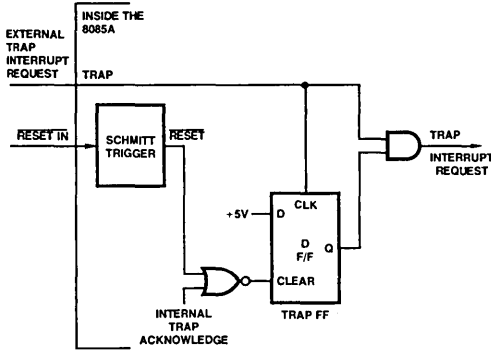 INSIDE THE
8085A
EXTERNAL
TRAP
INTERRUPT
REQUEST
TRAP
RESET IN
SCHMITT
TRIGGER
RESET
TRAP
INTERRUPT
REQUEST
CLK
+5V
D
D
F/F
Q
CLEAR
TRAP FF
INTERNAL
TRAP
ACKNOWLEDGE